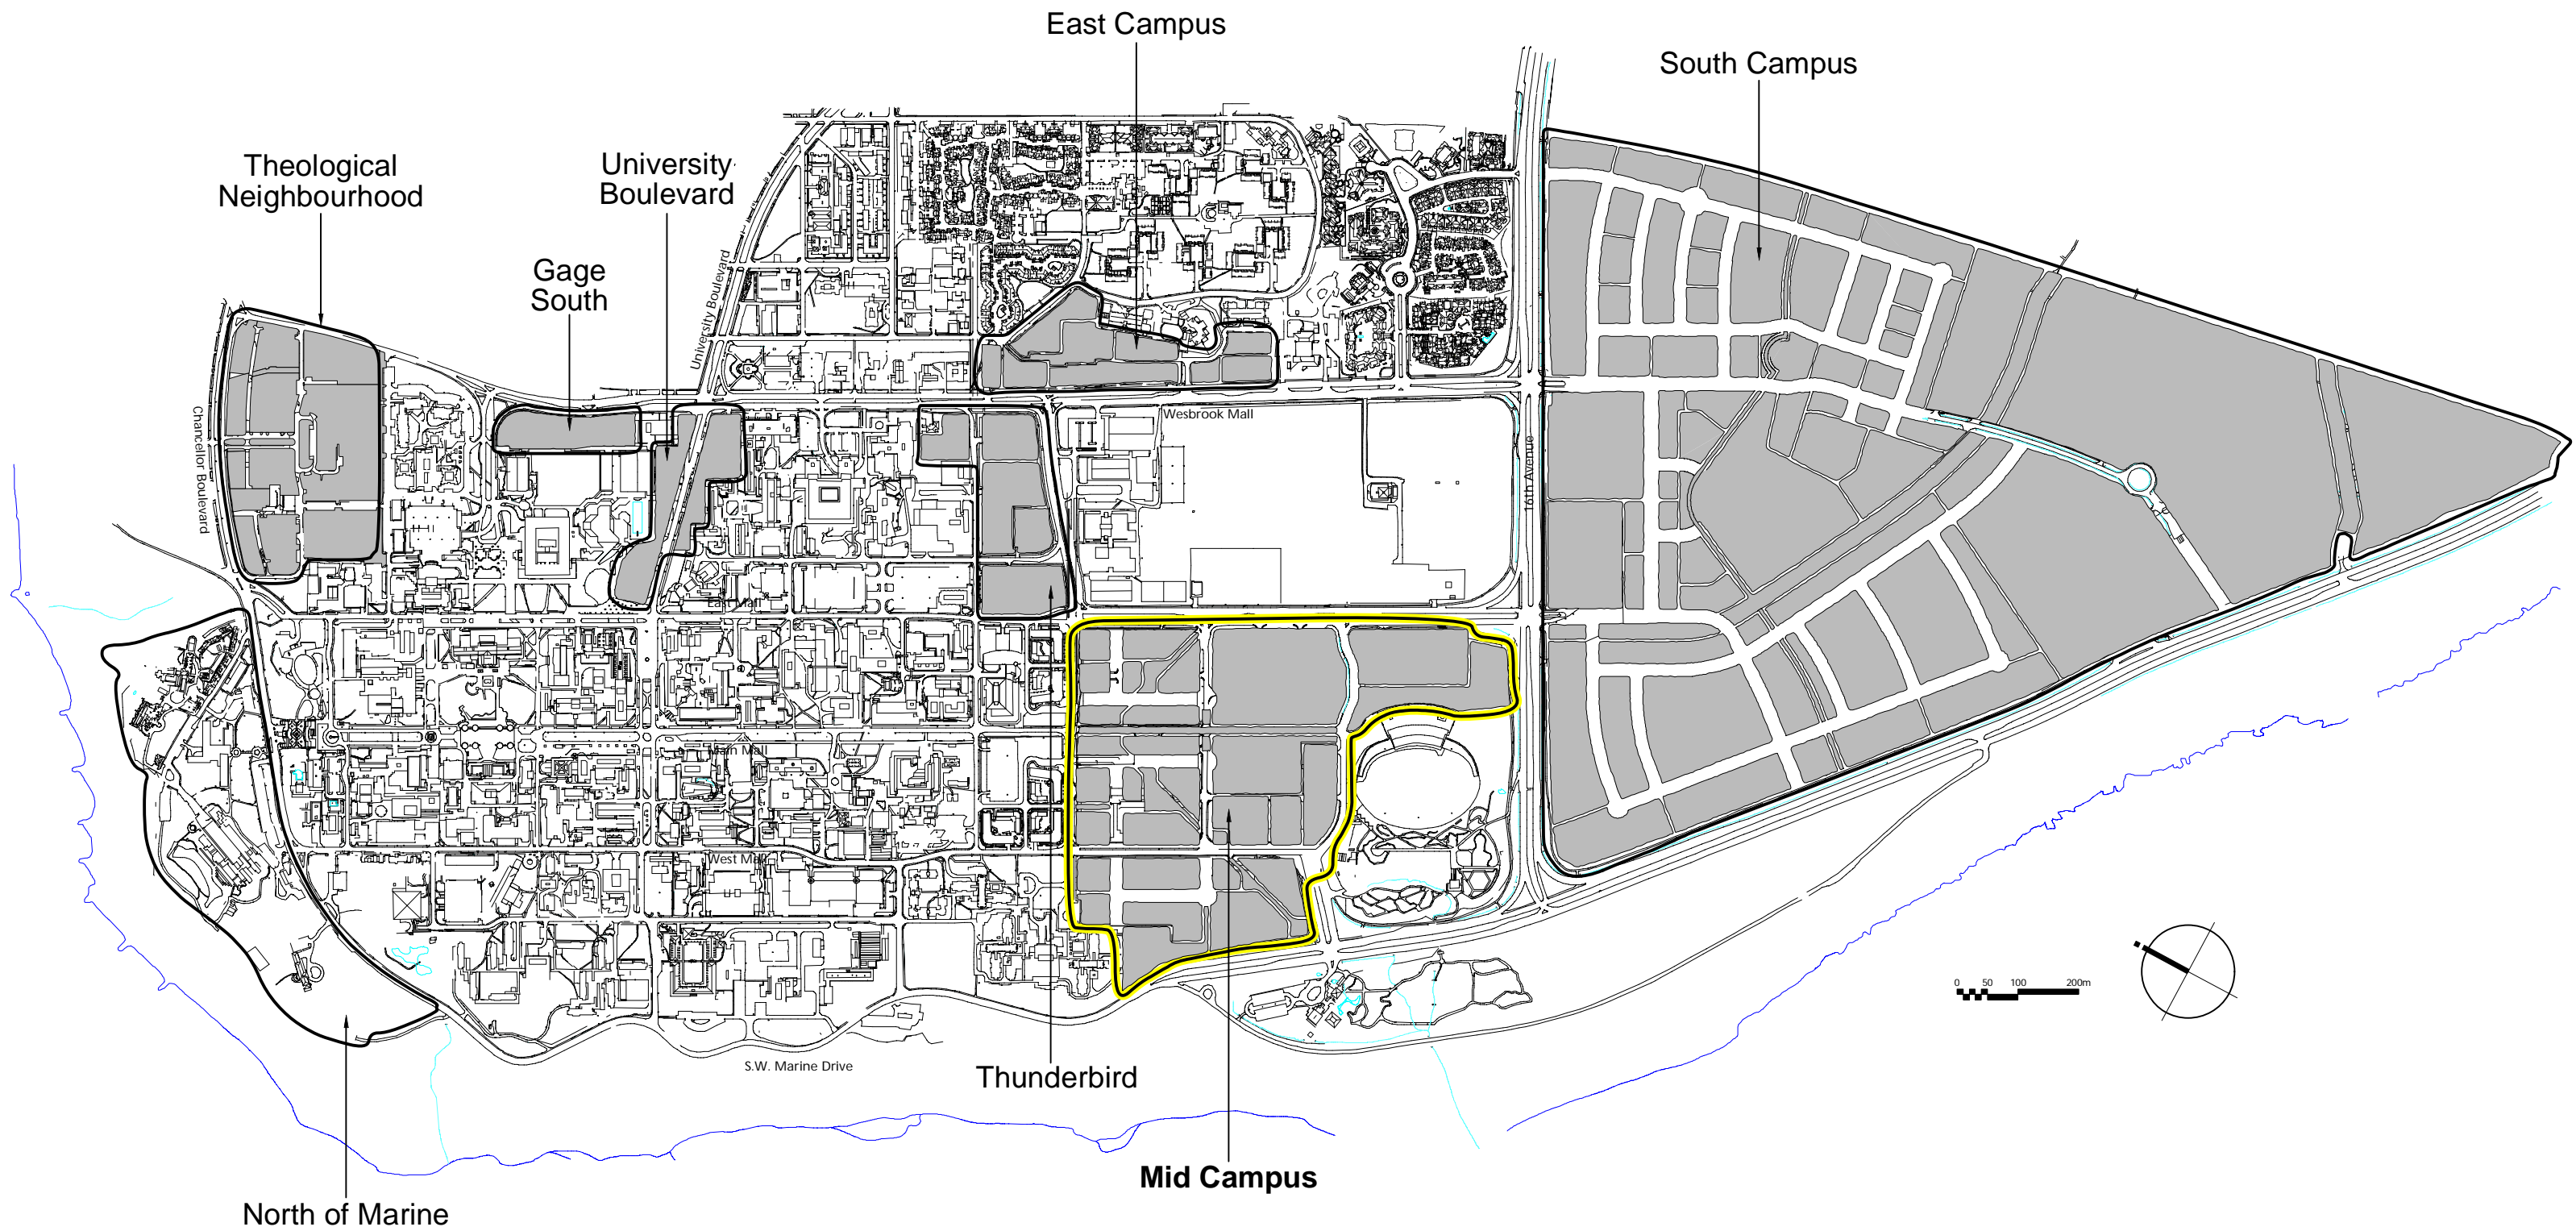 East Campus
South Campus
Theological
Neighbourhood
University
Boulevard
Gage
South
University Boulevard
Chancellor Boulevard
Wesbrook Mall
16th Avenue
East Mall
Main Mall
West Mall
0 50 100 200m
S.W. Marine Drive
Thunderbird
Mid Campus
North of Marine